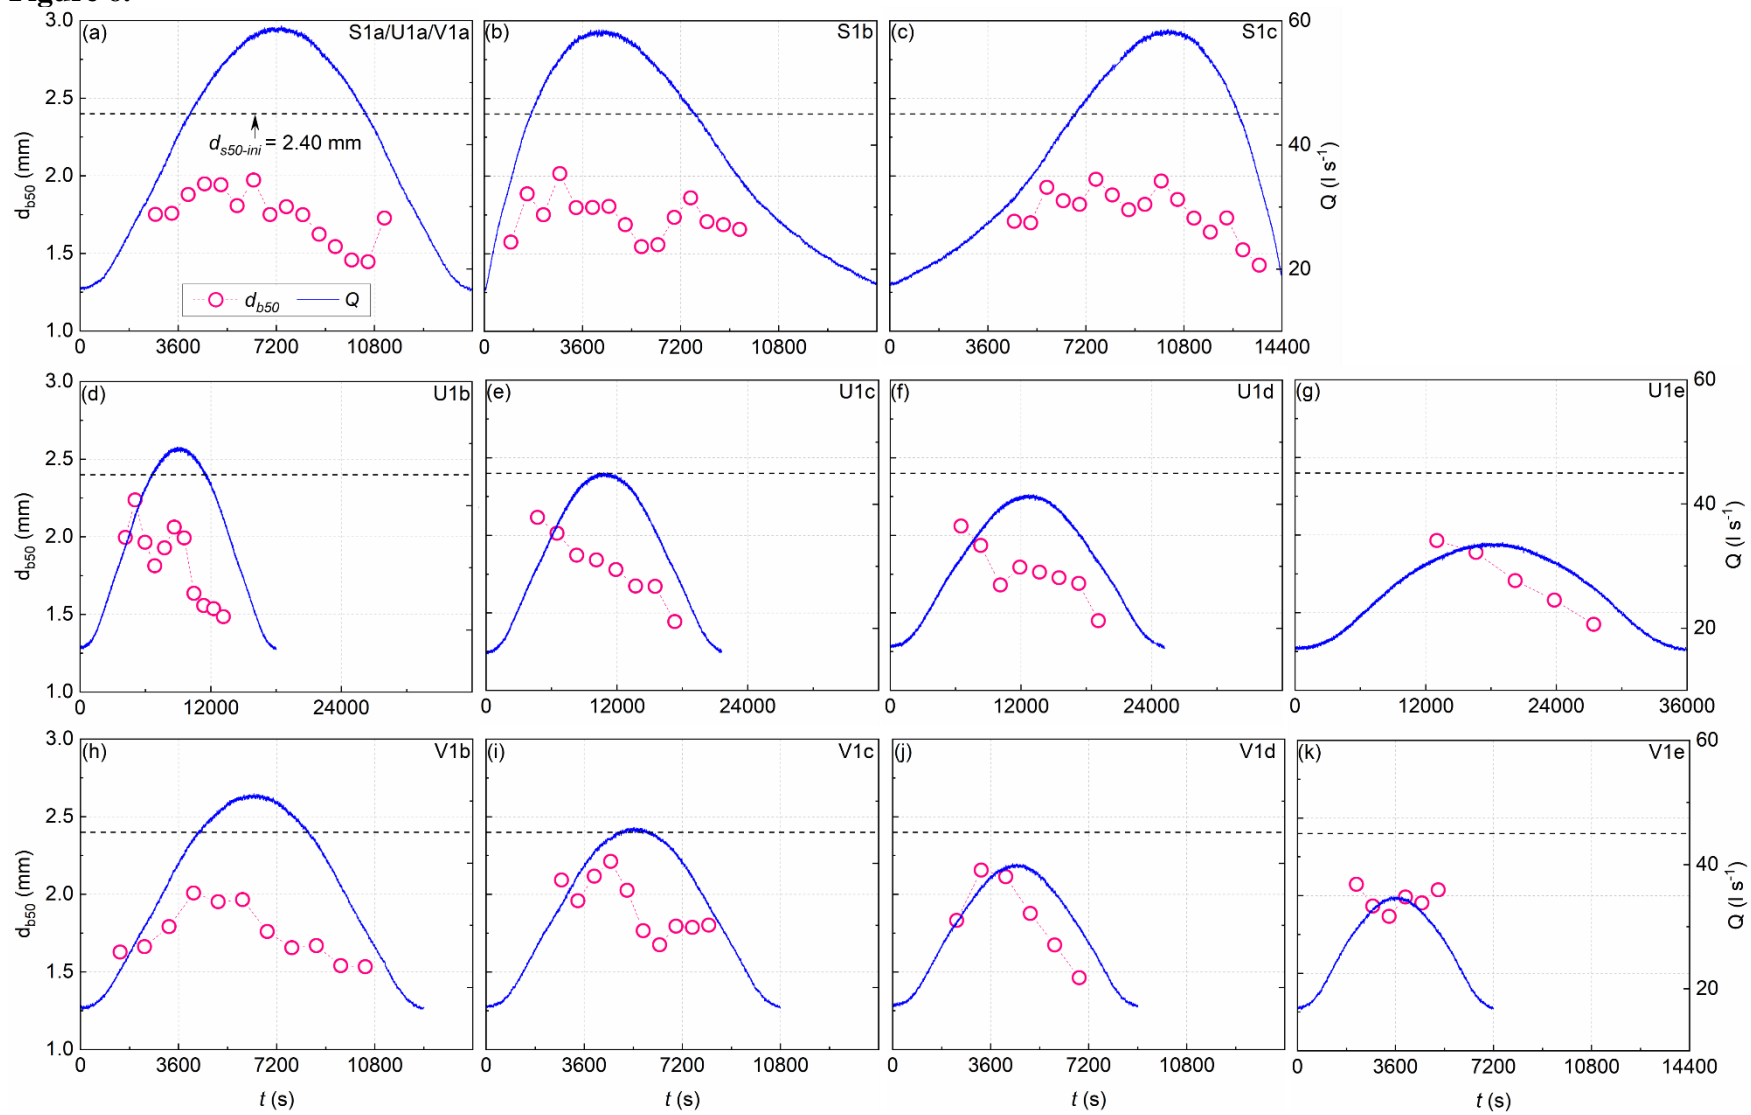 3.0 (a) S1a/U1a/V1a (b) S1b (c) S1c 60
2.5
d_s50-ini = 2.40 mm
40
2.0
d_b50 (mm)
Q (l s⁻¹)
1.5
20
d_b50 Q
1.0
0 3600 7200 10800 0 3600 7200 10800 0 3600 7200 10800 14400
3.0 (d) U1b (e) U1c (f) U1d (g) U1e 60
2.5
40
2.0
d_b50 (mm)
Q (l s⁻¹)
1.5
20
1.0
0 12000 24000 0 12000 24000 0 12000 24000 0 12000 24000 36000
3.0 (h) V1b (i) V1c (j) V1d (k) V1e 60
2.5
40
2.0
d_b50 (mm)
Q (l s⁻¹)
1.5
20
1.0
0 3600 7200 10800 0 3600 7200 10800 0 3600 7200 10800 0 3600 7200 10800 14400
t (s) t (s) t (s) t (s)